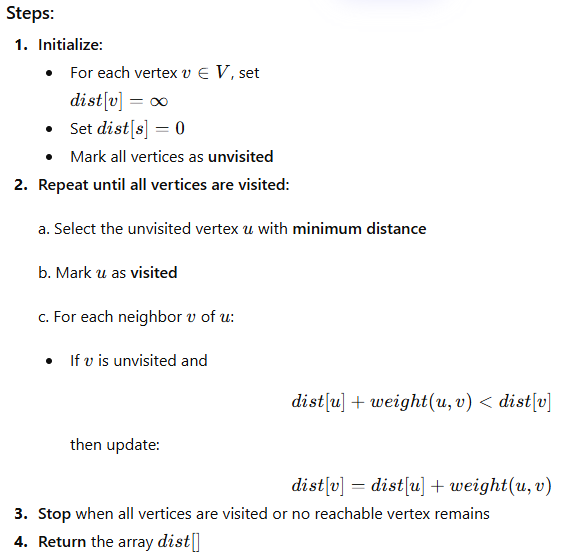 Steps:
1. Initialize:
• For each vertex v ∈ V, set
dist[v] = ∞
• Set dist[s] = 0
• Mark all vertices as unvisited
2. Repeat until all vertices are visited:
a. Select the unvisited vertex u with minimum distance
b. Mark u as visited
c. For each neighbor v of u:
• If v is unvisited and
dist[u] + weight(u, v) < dist[v]
then update:
dist[v] = dist[u] + weight(u, v)
3. Stop when all vertices are visited or no reachable vertex remains
4. Return the array dist[]